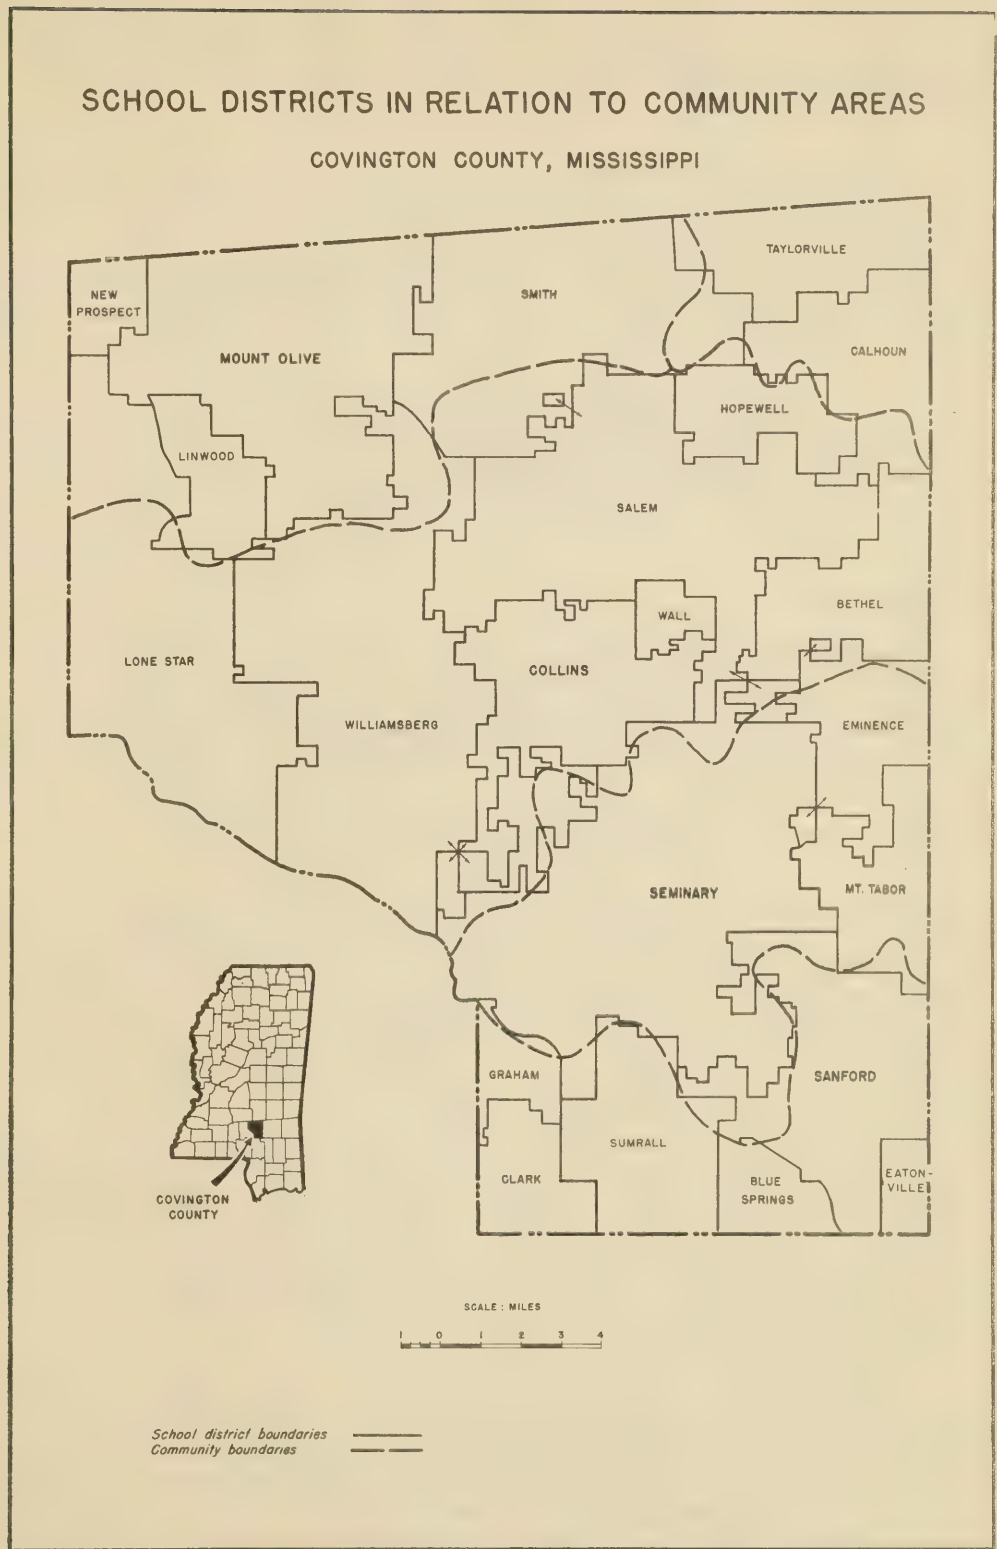 SCHOOL DISTRICTS IN RELATION TO COMMUNITY AREAS
COVINGTON COUNTY, MISSISSIPPI
TAYLORVILLE
NEW
PROSPECT
SMITH
MOUNT OLIVE
CALHOUN
HOPEWELL
LINWOOD
SALEM
BETHEL
WALL
LONE STAR
COLLINS
WILLIAMSBERG
EMINENCE
SEMINARY
MT. TABOR
GRAHAM
SANFORD
SUMRALL
CLARK
BLUE
SPRINGS
EATON-
VILLE
COVINGTON
COUNTY
SCALE : MILES
1 0 1 2 3 4
School district boundaries
Community boundaries